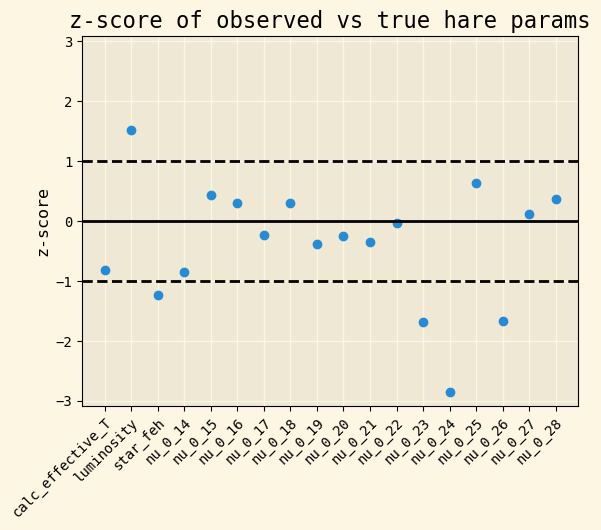 z-score of observed vs true hare params
z-score
3
2
1
0
−1
−2
−3
calc_effective_T
luminosity
star_feh
nu_0_14
nu_0_15
nu_0_16
nu_0_17
nu_0_18
nu_0_19
nu_0_20
nu_0_21
nu_0_22
nu_0_23
nu_0_24
nu_0_25
nu_0_26
nu_0_27
nu_0_28